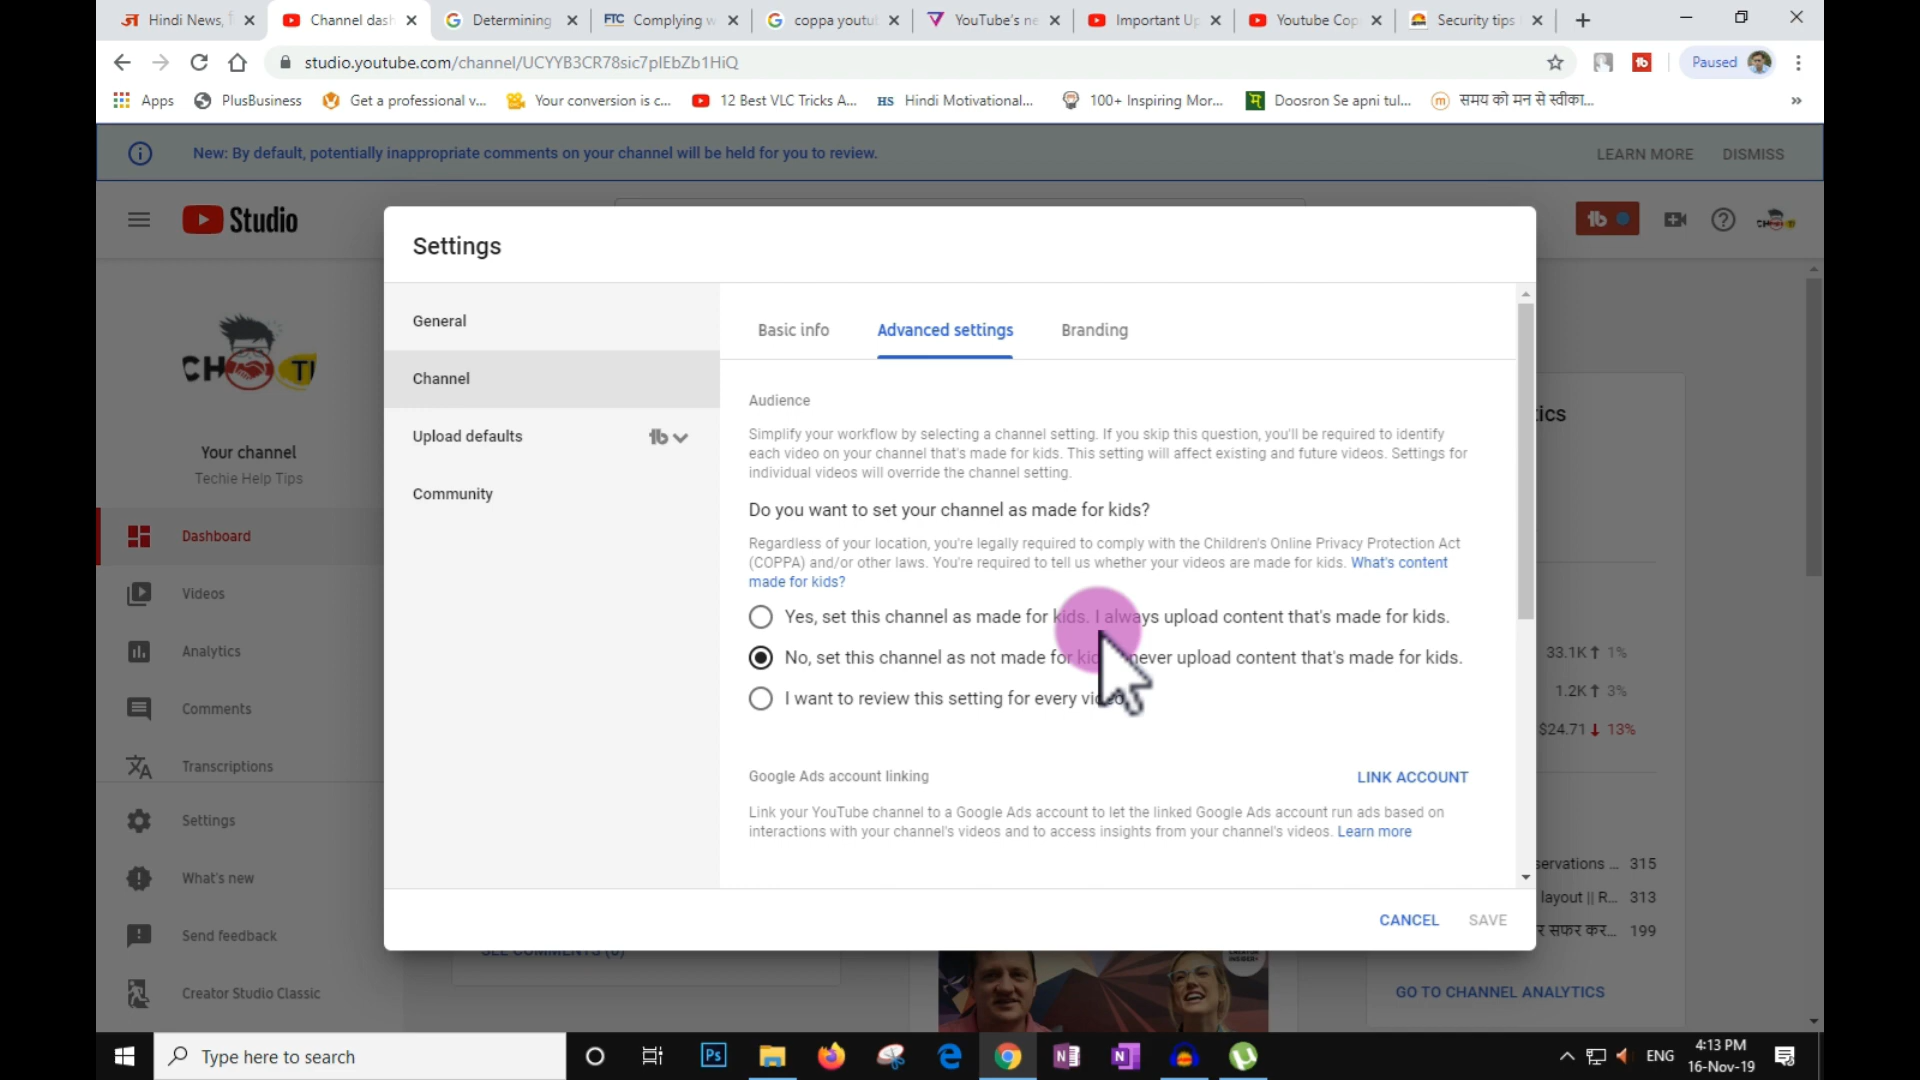 Hindi News,
Channel das
Determining
FTC Complying w
coppa youtu
YouTube's ne
Important Up
Youtube Cop
Security tips
studio.youtube.com/channel/UCYYB3CR78sic7plEbZb1HiQ
Paused
Apps
PlusBusiness
Get a professional v...
Your conversion is c...
12 Best VLC Tricks A...
HS Hindi Motivational...
100+ Inspiring Mor...
Doosron Se apni tul...
समय को मन से स्वीका...
New: By default, potentially inappropriate comments on your channel will be held for you to review.
LEARN MORE
DISMISS
Studio
Settings
General
Channel
Upload defaults
Community
Basic info
Advanced settings
Branding
Audience
Simplify your workflow by selecting a channel setting. If you skip this question, you'll be required to identify
each video on your channel that's made for kids. This setting will affect existing and future videos. Settings for
individual videos will override the channel setting.
Do you want to set your channel as made for kids?
Regardless of your location, you're legally required to comply with the Children's Online Privacy Protection Act
(COPPA) and/or other laws. You're required to tell us whether your videos are made for kids. What's content
made for kids?
Yes, set this channel as made for kids. I always upload content that's made for kids.
No, set this channel as not made for kid never upload content that's made for kids.
I want to review this setting for every video
Google Ads account linking
LINK ACCOUNT
Link your YouTube channel to a Google Ads account to let the linked Google Ads account run ads based on
interactions with your channel's videos and to access insights from your channel's videos. Learn more
CANCEL
SAVE
Your channel
Techie Help Tips
Dashboard
Videos
Analytics
Comments
Transcriptions
Settings
What's new
Send feedback
Creator Studio Classic
tics
33.1K 1%
1.2K 3%
$24.71 13%
servations ... 315
layout || R... 313
र सफर कर... 199
GO TO CHANNEL ANALYTICS
Type here to search
Ps
ENG
4:13 PM
16-Nov-19